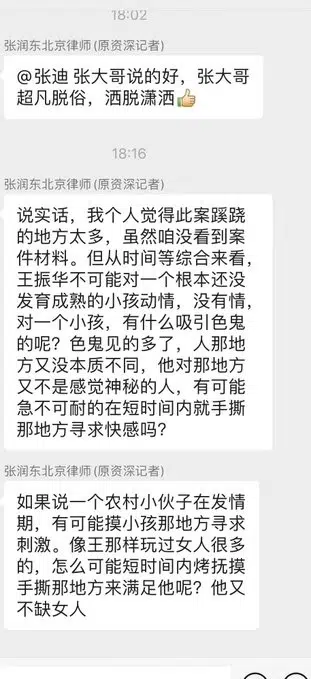 18:02
张润东北京律师(原资深记者)
@张迪 张大哥说的好，张大哥
超凡脱俗，洒脱潇洒👍
18:16
张润东北京律师(原资深记者)
说实话，我个人觉得此案蹊跷
的地方太多，虽然咱没看到案
件材料。但从时间等综合来看，
王振华不可能对一个根本还没
发育成熟的小孩动情，没有情，
对一个小孩，有什么吸引色鬼
的呢？色鬼见的多了，人那地
方又没本质不同，他对那地方
又不是感觉神秘的人，有可能
急不可耐的在短时间内就手撕
那地方寻求快感吗？
张润东北京律师(原资深记者)
如果说一个农村小伙子在发情
期，有可能摸小孩那地方寻求
刺激。像王那样玩过女人很多
的，怎么可能短时间内烤抚摸
手撕那地方来满足他呢？他又
不缺女人